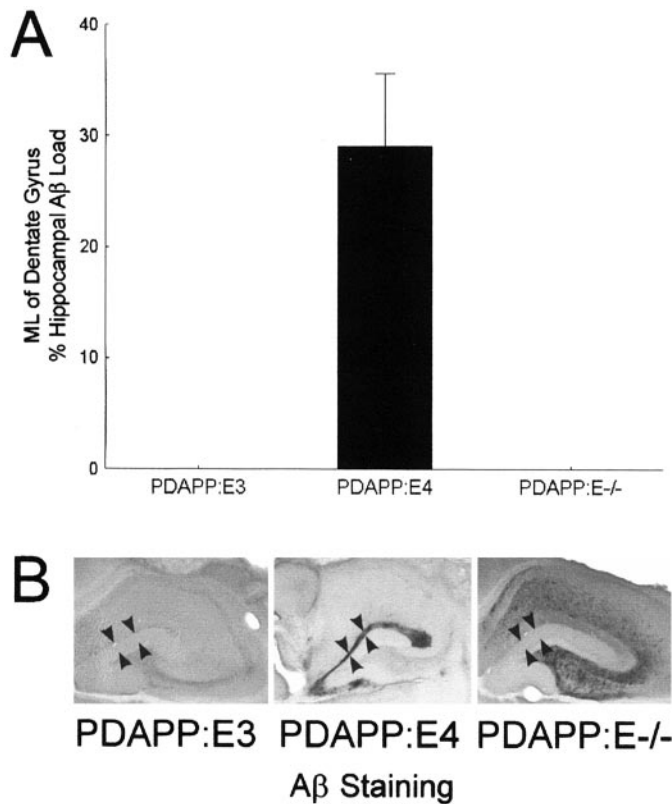 A
ML of Dentate Gyrus
% Hippocampal Aβ Load
40
30
20
10
0
PDAPP:E3 PDAPP:E4 PDAPP:E-/-
B
PDAPP:E3 PDAPP:E4 PDAPP:E-/-
Aβ Staining